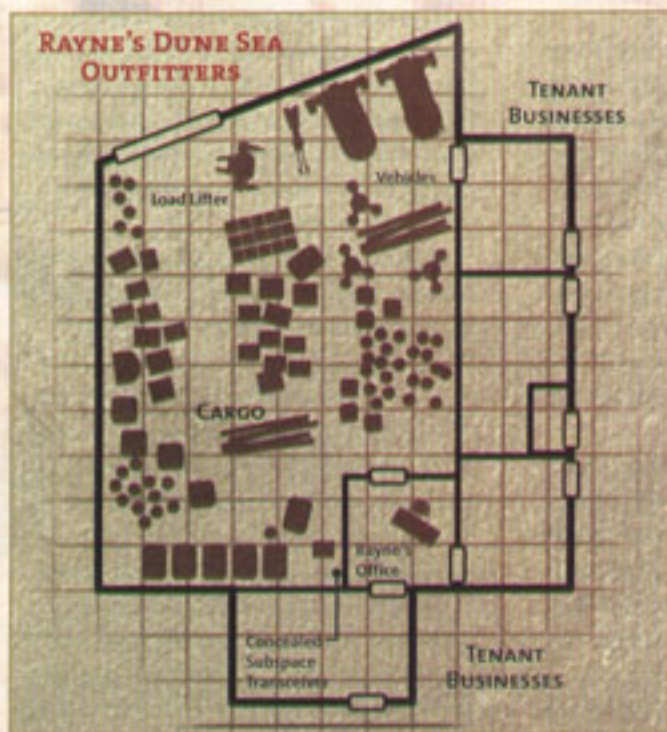 RAYNE'S DUNE SEA
OUTFITTERS
TENANT
BUSINESSES
Vehicles
Load Lifter
CARGO
Rayne's
Office
Concealed
Subspace
Transceiver
TENANT
BUSINESSES